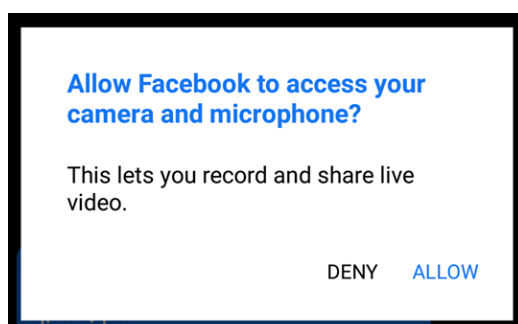 Allow Facebook to access your
camera and microphone?
This lets you record and share live
video.
DENY ALLOW